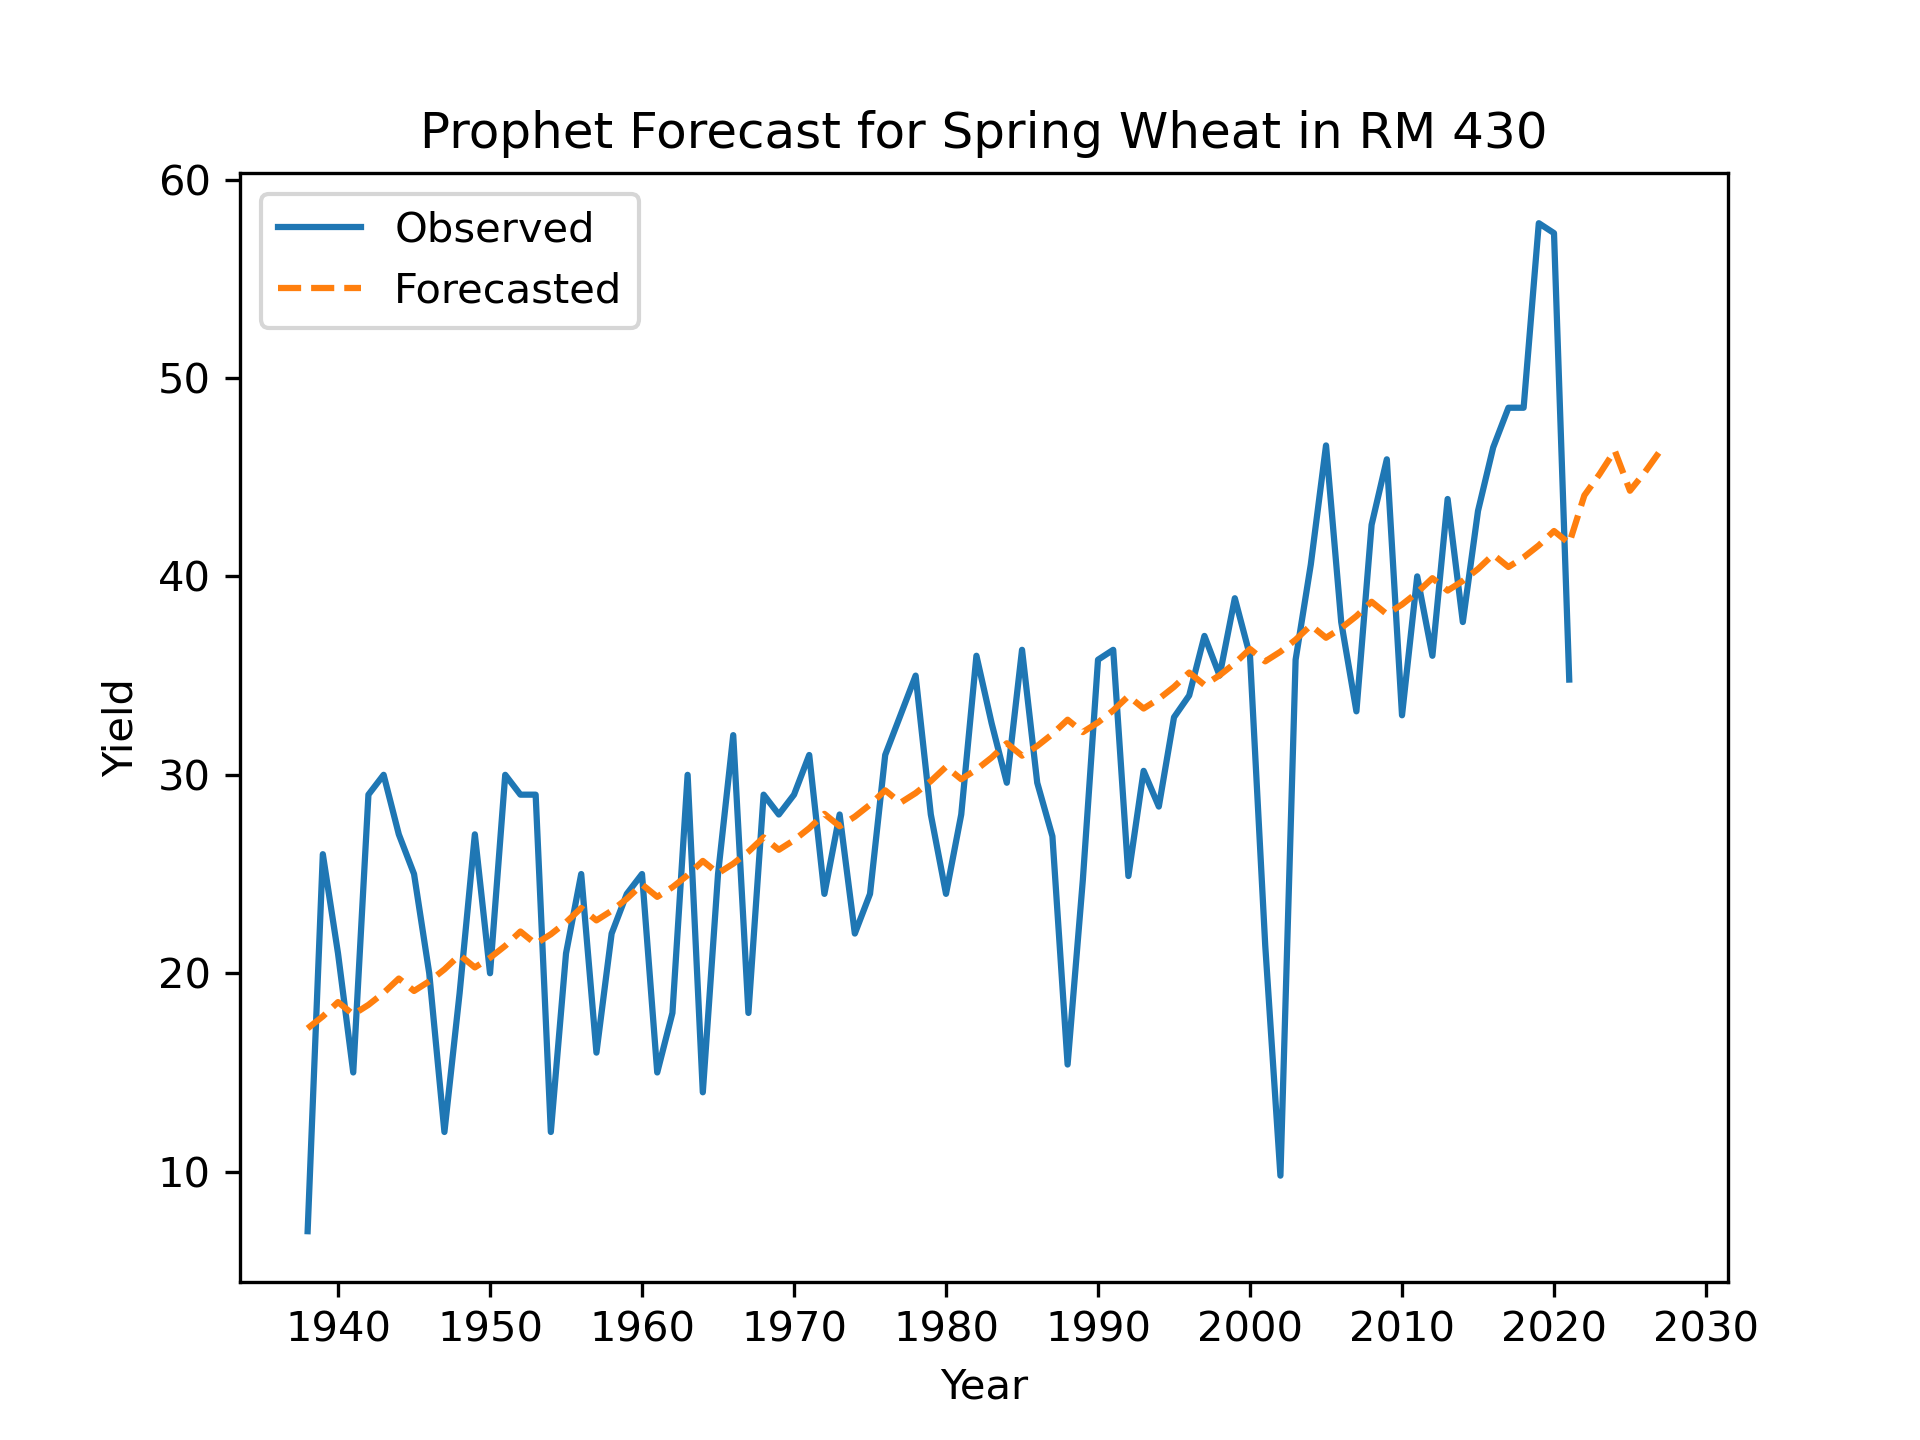 Prophet Forecast for Spring Wheat in RM 430
Observed
Forecasted
60
50
40
30
20
10
Yield
1940 1950 1960 1970 1980 1990 2000 2010 2020 2030
Year